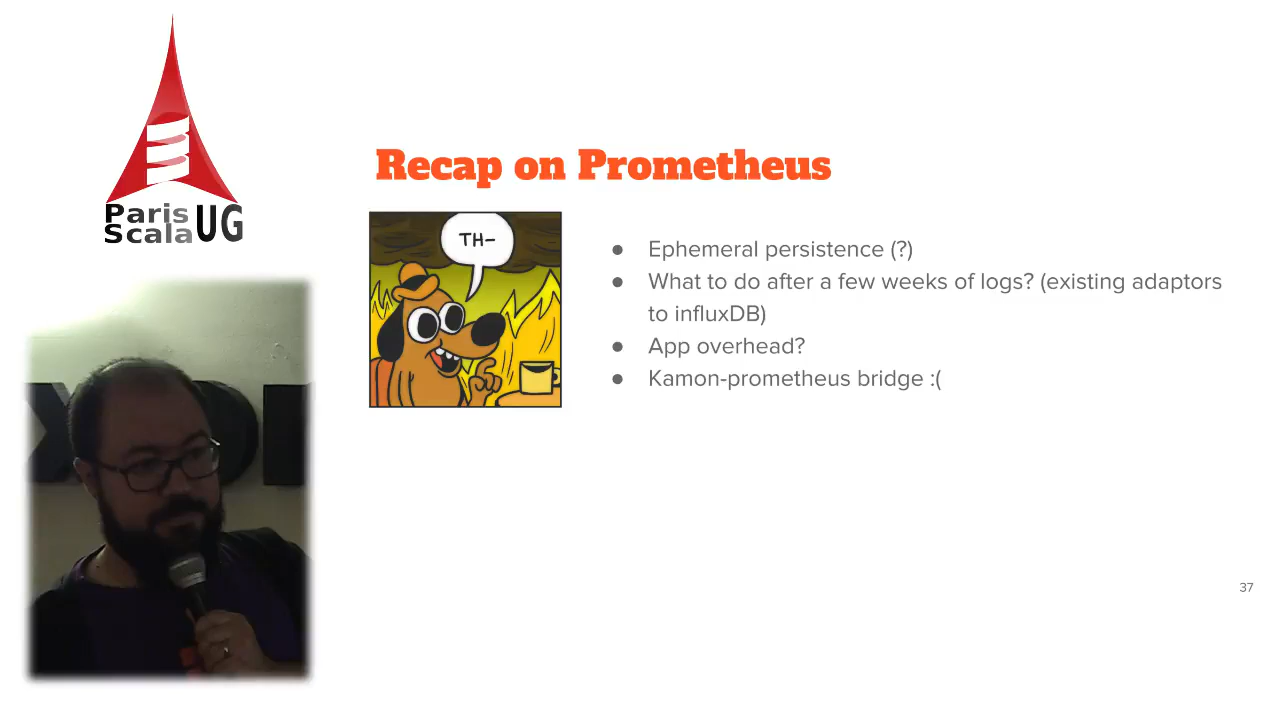 Paris
Scala UG
Recap on Prometheus
TH-
● Ephemeral persistence (?)
● What to do after a few weeks of logs? (existing adaptors
to influxDB)
● App overhead?
● Kamon-prometheus bridge :(
37